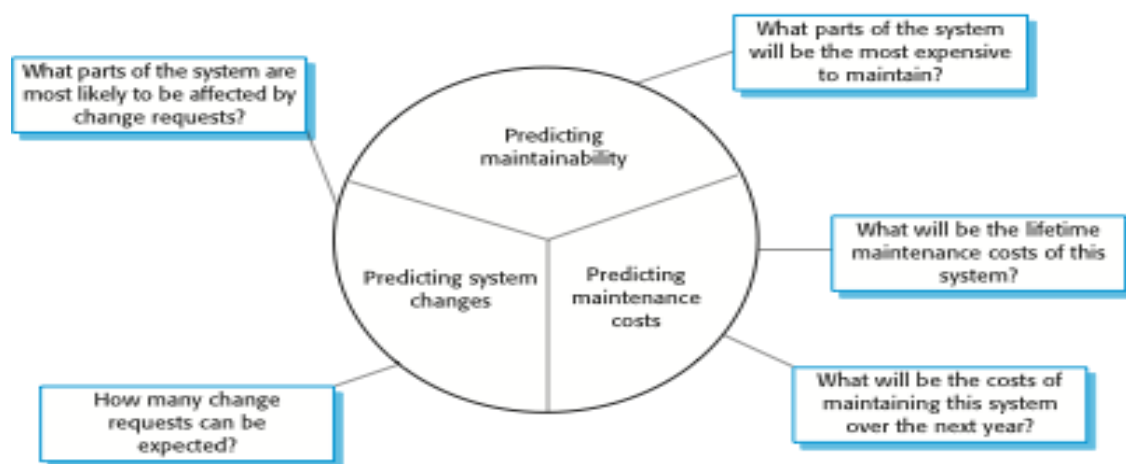 What parts of the system
will be the most expensive
to maintain?
What parts of the system are
most likely to be affected by
change requests?
Predicting
maintainability
What will be the lifetime
maintenance costs of this
system?
Predicting system
changes
Predicting
maintenance
costs
What will be the costs of
maintaining this system
over the next year?
How many change
requests can be
expected?